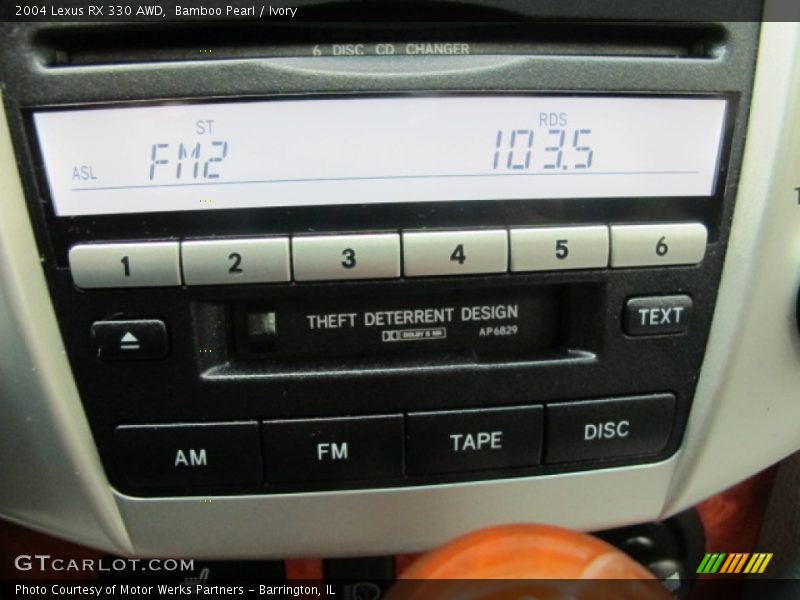 2004 Lexus RX 330 AWD, Bamboo Pearl / Ivory
6 DISC CD CHANGER
ST RDS
ASL FM2 103.5
1 2 3 4 5 6
THEFT DETERRENT DESIGN
DOLBY B NR AP6829
TEXT
AM FM TAPE DISC
GTCARLOT.COM
Photo Courtesy of Motor Werks Partners - Barrington, IL